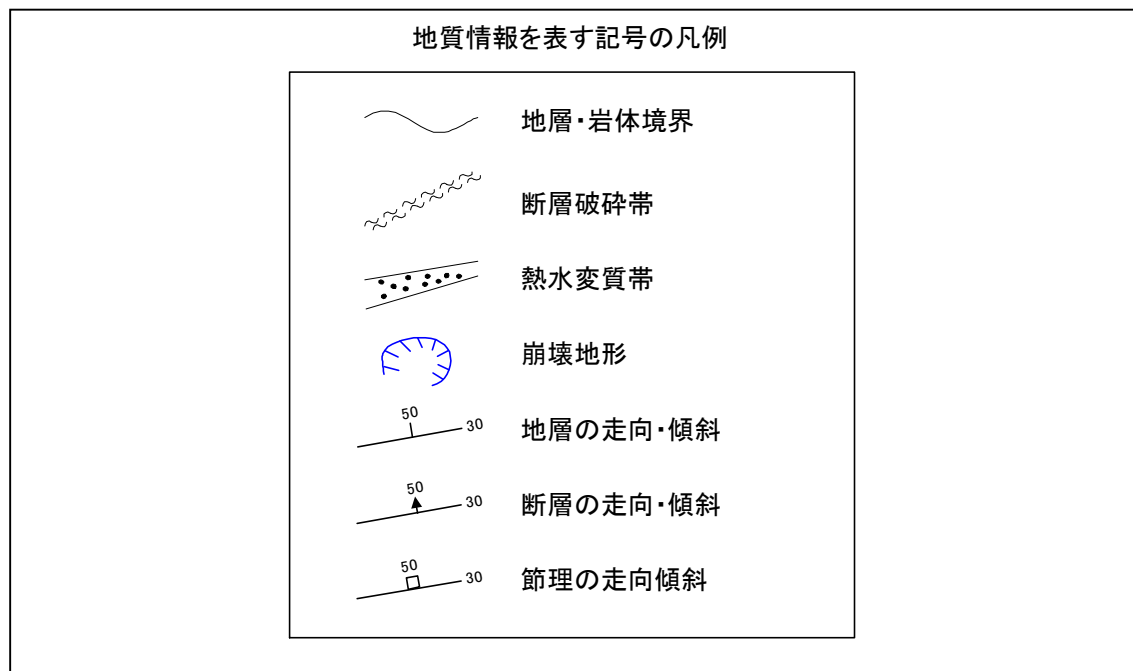 地質情報を表す記号の凡例
地層・岩体境界
断層破砕帯
熱水変質帯
崩壊地形
50
30
地層の走向・傾斜
50
30
断層の走向・傾斜
50
30
節理の走向傾斜